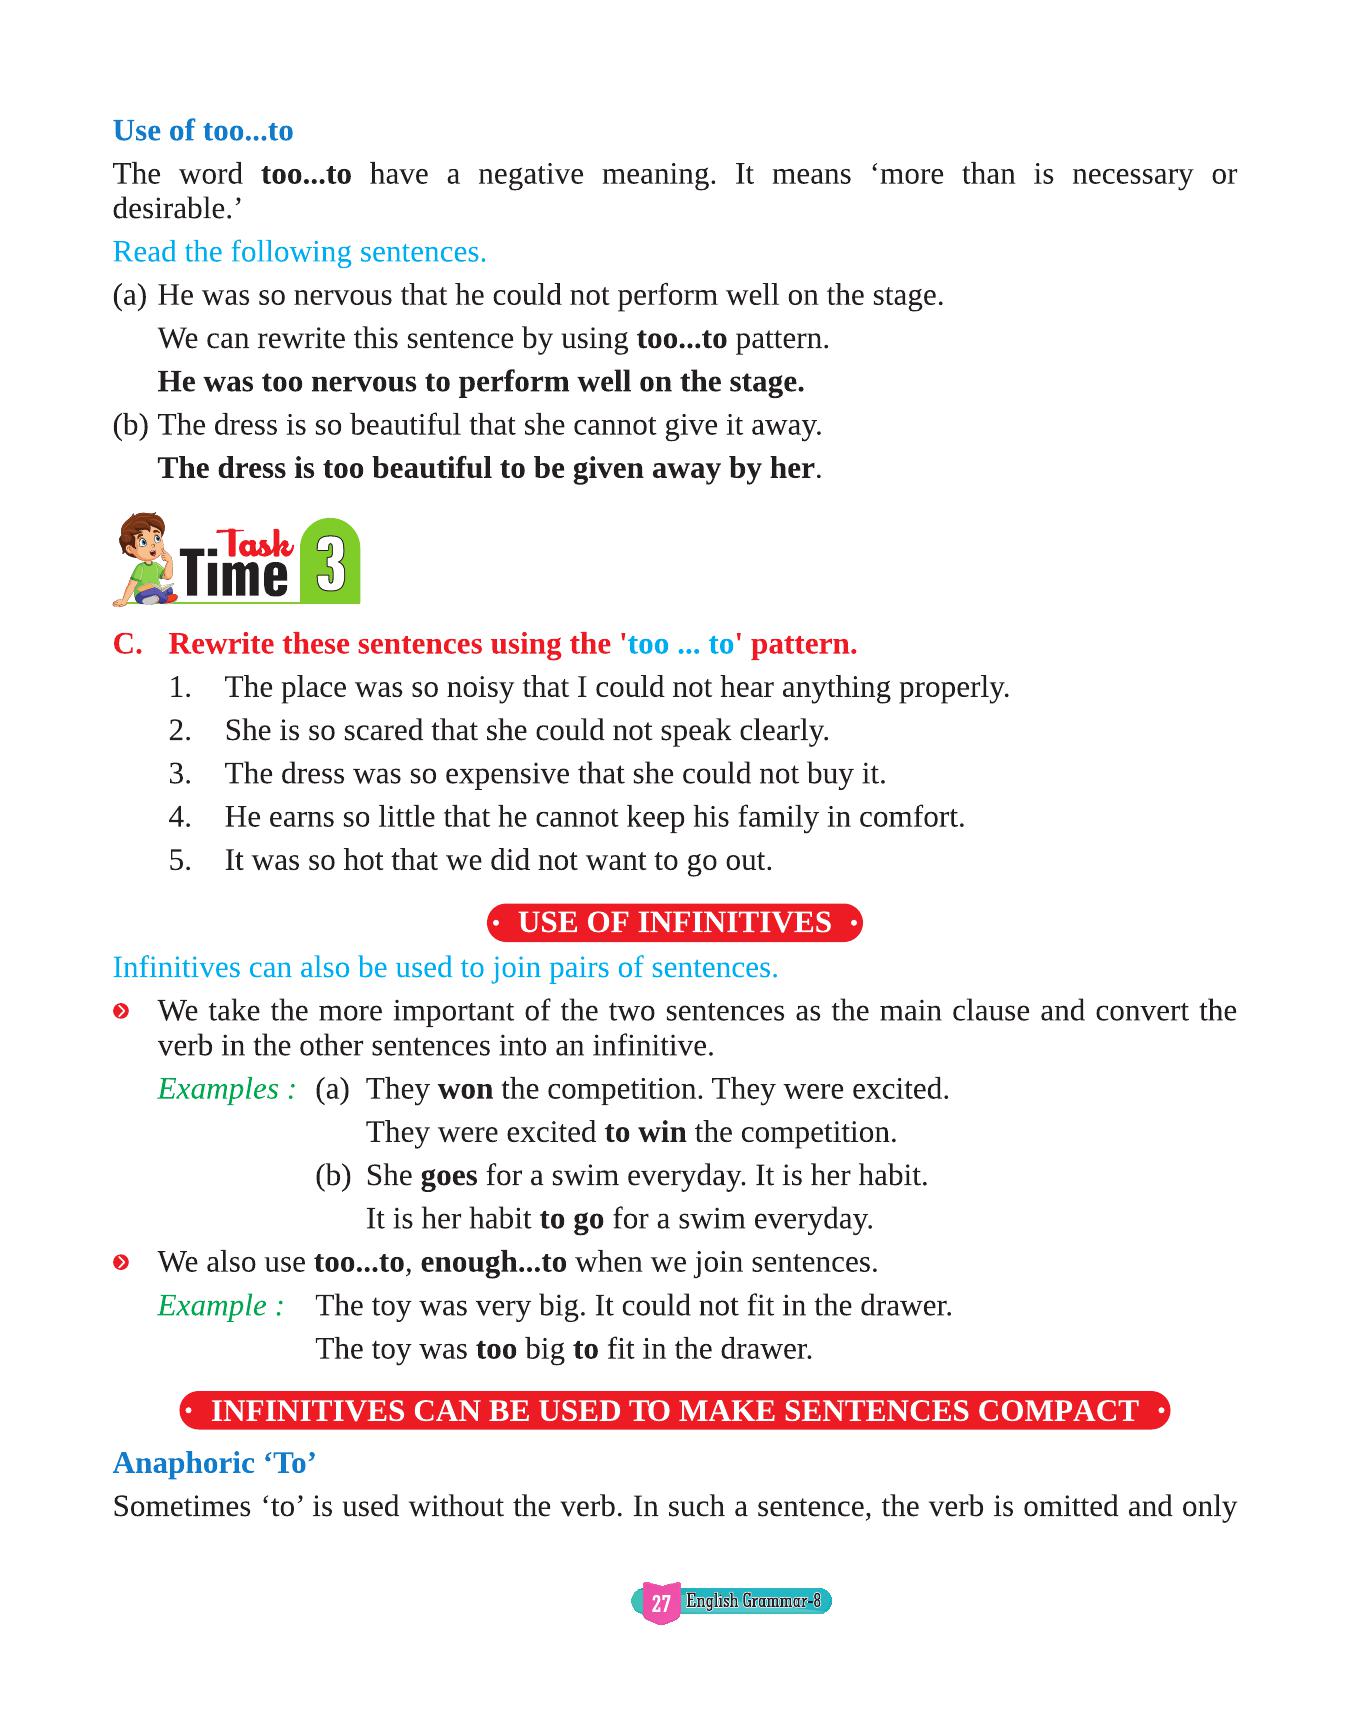 Use of too...to
The word too...to have a negative meaning. It means ‘more than is necessary or
desirable.’
Read the following sentences.
(a) He was so nervous that he could not perform well on the stage.
We can rewrite this sentence by using too...to pattern.
He was too nervous to perform well on the stage.
(b) The dress is so beautiful that she cannot give it away.
The dress is too beautiful to be given away by her.
Task
Time 3
C. Rewrite these sentences using the 'too ... to' pattern.
1. The place was so noisy that I could not hear anything properly.
2. She is so scared that she could not speak clearly.
3. The dress was so expensive that she could not buy it.
4. He earns so little that he cannot keep his family in comfort.
5. It was so hot that we did not want to go out.
• USE OF INFINITIVES •
Infinitives can also be used to join pairs of sentences.
We take the more important of the two sentences as the main clause and convert the
verb in the other sentences into an infinitive.
Examples : (a) They won the competition. They were excited.
They were excited to win the competition.
(b) She goes for a swim everyday. It is her habit.
It is her habit to go for a swim everyday.
We also use too...to, enough...to when we join sentences.
Example : The toy was very big. It could not fit in the drawer.
The toy was too big to fit in the drawer.
• INFINITIVES CAN BE USED TO MAKE SENTENCES COMPACT •
Anaphoric ‘To’
Sometimes ‘to’ is used without the verb. In such a sentence, the verb is omitted and only
27 English Grammar-8